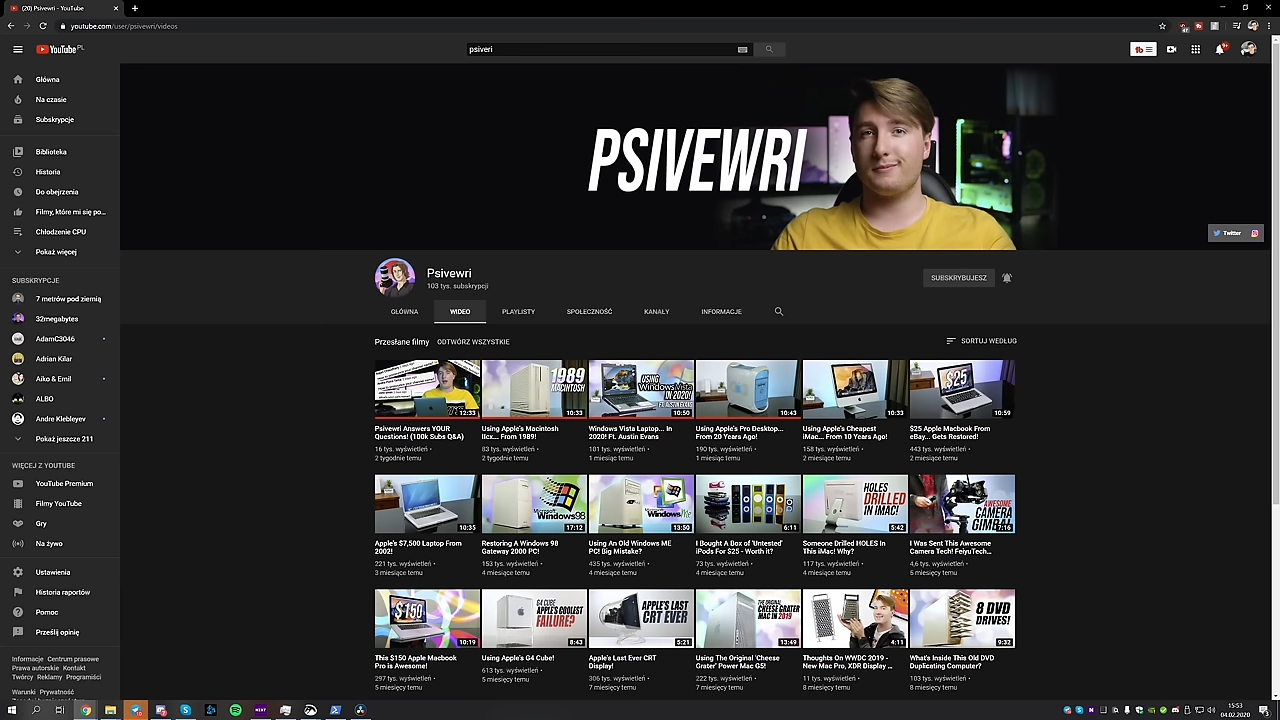 (20) Psivewri - YouTube
youtube.com/user/psivewri/videos
YouTube PL
psiveri
Główna
Na czasie
Subskrypcje
Biblioteka
Historia
Do obejrzenia
Filmy, które mi się po...
Chłodzenie CPU
Pokaż więcej
SUBSKRYPCJE
7 metrów pod ziemią
32megabytes
AdamC3046
Adrian Kilar
Aiko & Emil
ALBO
Andre Klebleyev
Pokaż jeszcze 211
WIĘCEJ Z YOUTUBE
YouTube Premium
Filmy YouTube
Gry
Na żywo
Ustawienia
Historia raportów
Pomoc
Prześlij opinię
Informacje Centrum prasowe
Prawa autorskie Kontakt
Twórcy Reklamy Programiści
Warunki Prywatność
PSIVEWRI
Twitter
Psivewri
103 tys. subskrypcji
SUBSKRYBUJESZ
GŁÓWNA WIDEO PLAYLISTY SPOŁECZNOŚĆ KANAŁY INFORMACJE
Przesłane filmy ODTWÓRZ WSZYSTKIE SORTUJ WEDŁUG
12:33
Psivewri Answers YOUR
Questions! (100k Subs Q&A)
16 tys. wyświetleń •
2 tygodnie temu
1989
MACINTOSH
10:33
Using Apple's Macintosh
IIcx... From 1989!
83 tys. wyświetleń •
2 tygodnie temu
USING
Windows Vista
IN 2020!
FT. AUSTIN EVANS
10:50
Windows Vista Laptop... In
2020! Ft. Austin Evans
101 tys. wyświetleń •
1 miesiąc temu
10:43
Using Apple's Pro Desktop...
From 20 Years Ago!
190 tys. wyświetleń •
1 miesiąc temu
10:33
Using Apple's Cheapest
iMac... From 10 Years Ago!
158 tys. wyświetleń •
2 miesiące temu
$25
10:59
$25 Apple Macbook From
eBay... Gets Restored!
443 tys. wyświetleń •
2 miesiące temu
10:35
Apple's $7,500 Laptop From
2002!
221 tys. wyświetleń •
3 miesiące temu
Microsoft
Windows98
17:12
Restoring A Windows 98
Gateway 2000 PC!
153 tys. wyświetleń •
4 miesiące temu
Microsoft
WindowsMe
13:50
Using An Old Windows ME
PC! Big Mistake?
435 tys. wyświetleń •
4 miesiące temu
6:11
I Bought A Box of 'Untested'
iPods For $25 - Worth it?
73 tys. wyświetleń •
4 miesiące temu
HOLES
DRILLED
IN IMAC!
5:42
Someone Drilled HOLES In
This iMac! Why?
117 tys. wyświetleń •
4 miesiące temu
AWESOME
CAMERA
GIMBAL
7:16
I Was Sent This Awesome
Camera Tech! FeiyuTech...
4,6 tys. wyświetleń •
5 miesięcy temu
$150
10:19
This $150 Apple Macbook
Pro is Awesome!
297 tys. wyświetleń •
5 miesięcy temu
G4 CUBE
APPLE'S COOLEST
FAILURE?
8:43
Using Apple's G4 Cube!
613 tys. wyświetleń •
5 miesięcy temu
APPLE'S LAST
CRT EVER
5:21
Apple's Last Ever CRT
Display!
306 tys. wyświetleń •
7 miesięcy temu
THE ORIGINAL
CHEESE GRATER
MAC IN 2019
13:49
Using The Original 'Cheese
Grater' Power Mac G5!
222 tys. wyświetleń •
7 miesięcy temu
4:11
Thoughts On WWDC 2019 -
New Mac Pro, XDR Display ...
11 tys. wyświetleń •
8 miesięcy temu
8 DVD
DRIVES!
9:32
What's Inside This Old DVD
Duplicating Computer?
103 tys. wyświetleń •
8 miesięcy temu
15:53
04.02.2020